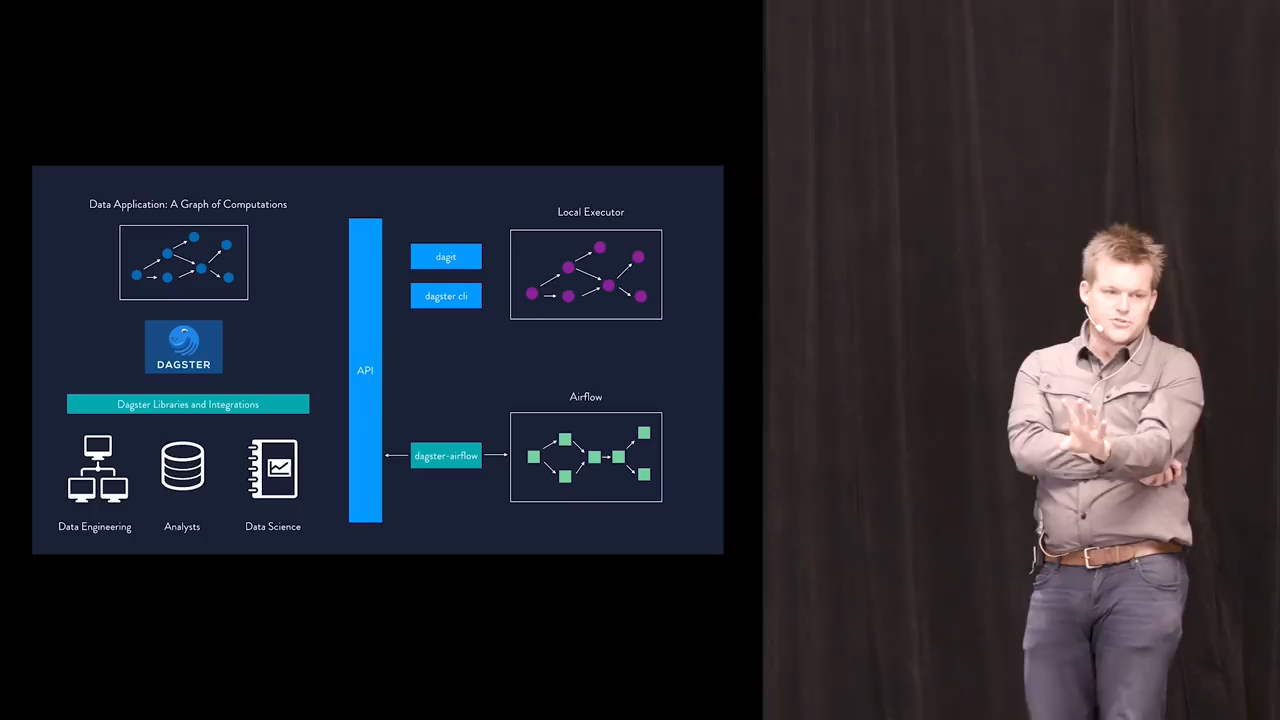 Data Application: A Graph of Computations
DAGSTER
Dagster Libraries and Integrations
Data Engineering
Analysts
Data Science
API
dagit
dagster cli
dagster-airflow
Local Executor
Airflow